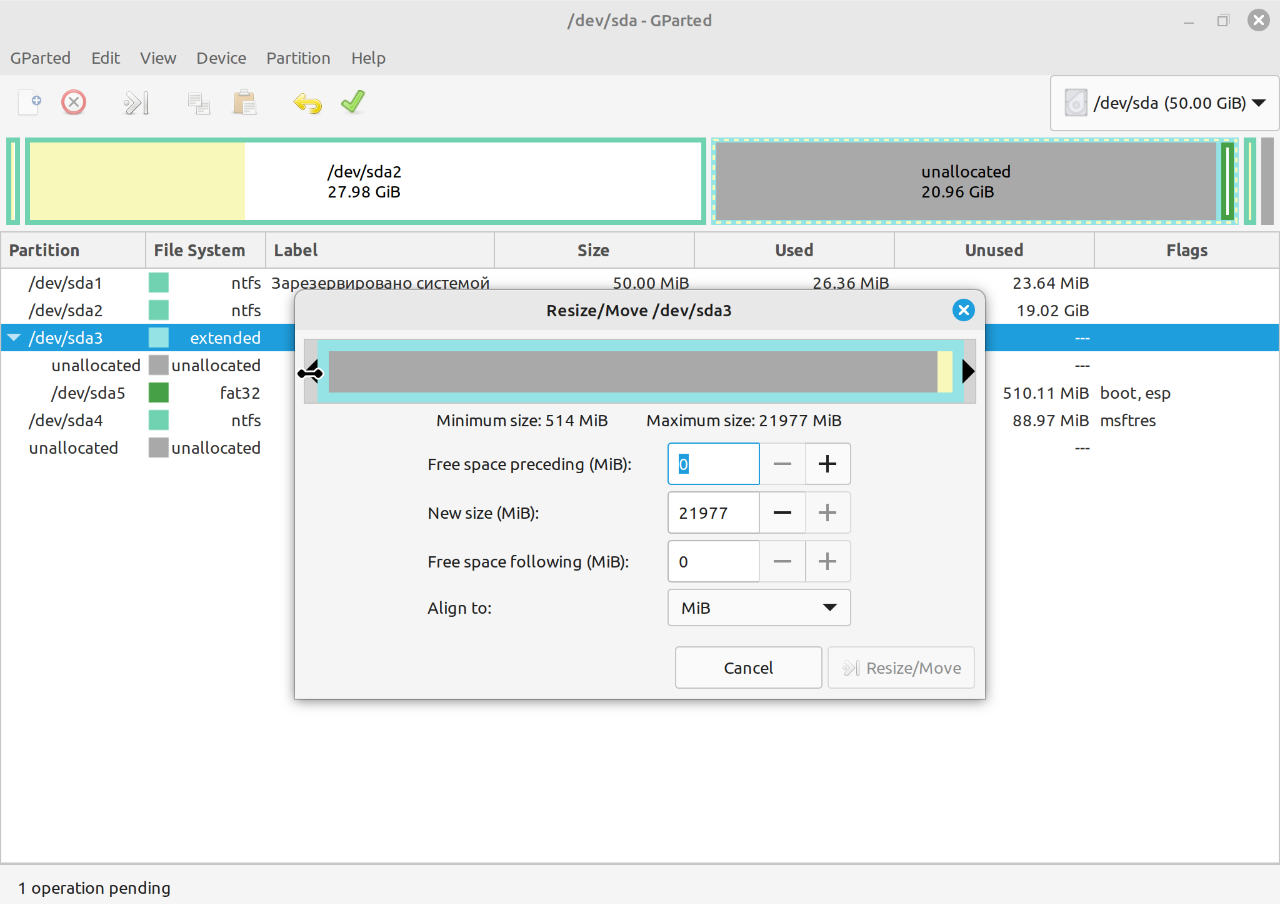 /dev/sda - GParted
GParted Edit View Device Partition Help
/dev/sda (50.00 GiB)
/dev/sda2
27.98 GiB
unallocated
20.96 GiB
Partition File System Label Size Used Unused Flags
/dev/sda1 ntfs Зарезервировано системой 50.00 MiB 26.36 MiB 23.64 MiB
/dev/sda2 ntfs 19.02 GiB
/dev/sda3 extended ---
unallocated unallocated ---
/dev/sda5 fat32 510.11 MiB boot, esp
/dev/sda4 ntfs 88.97 MiB msftres
unallocated unallocated ---
Resize/Move /dev/sda3
Minimum size: 514 MiB Maximum size: 21977 MiB
Free space preceding (MiB): 0
New size (MiB): 21977
Free space following (MiB): 0
Align to: MiB
Cancel Resize/Move
1 operation pending